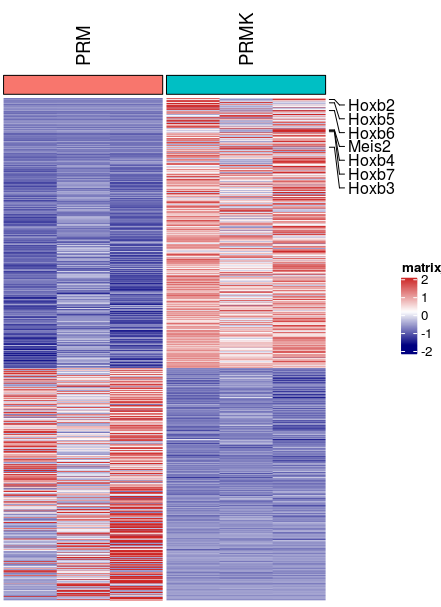 PRM
PRMK
Hoxb2
Hoxb5
Hoxb6
Meis2
Hoxb4
Hoxb7
Hoxb3
matrix
2
1
0
-1
-2